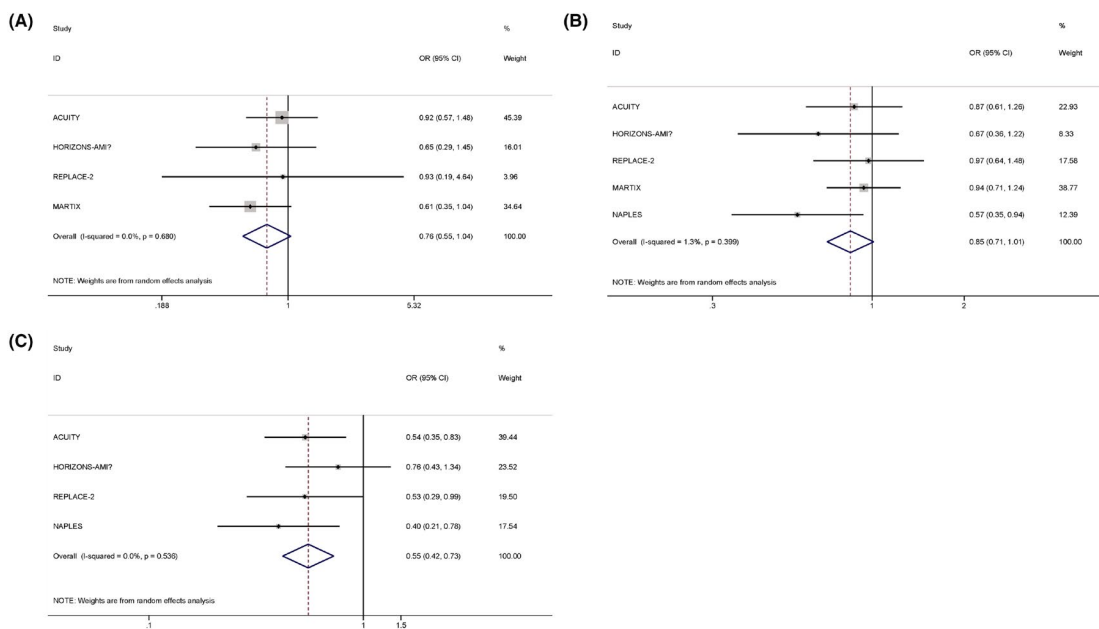 (A)
Study %
ID OR (95% CI) Weight
ACUITY 0.92 (0.57, 1.48) 45.39
HORIZONS-AMI? 0.65 (0.29, 1.45) 16.01
REPLACE-2 0.93 (0.19, 4.64) 3.96
MARTIX 0.61 (0.35, 1.04) 34.64
Overall (I-squared = 0.0%, p = 0.680) 0.76 (0.55, 1.04) 100.00
NOTE: Weights are from random effects analysis
.188 1 5.32
(B)
Study %
ID OR (95% CI) Weight
ACUITY 0.87 (0.61, 1.26) 22.93
HORIZONS-AMI? 0.67 (0.36, 1.22) 8.33
REPLACE-2 0.97 (0.64, 1.48) 17.58
MARTIX 0.94 (0.71, 1.24) 38.77
NAPLES 0.57 (0.35, 0.94) 12.39
Overall (I-squared = 1.3%, p = 0.399) 0.85 (0.71, 1.01) 100.00
NOTE: Weights are from random effects analysis
.3 1 2
(C)
Study %
ID OR (95% CI) Weight
ACUITY 0.54 (0.35, 0.83) 39.44
HORIZONS-AMI? 0.76 (0.43, 1.34) 23.52
REPLACE-2 0.53 (0.29, 0.99) 19.50
NAPLES 0.40 (0.21, 0.78) 17.54
Overall (I-squared = 0.0%, p = 0.536) 0.55 (0.42, 0.73) 100.00
NOTE: Weights are from random effects analysis
.1 1 1.5